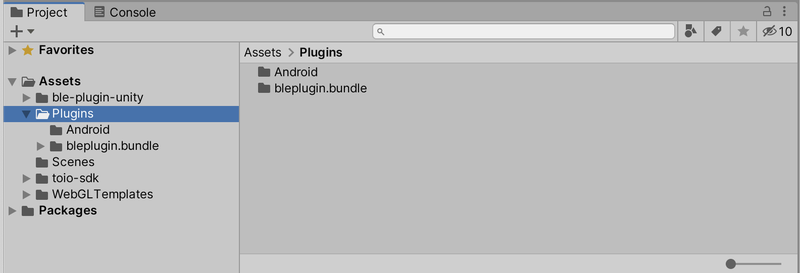 Project
Console
10
Favorites
Assets
ble-plugin-unity
Plugins
Android
bleplugin.bundle
Scenes
toio-sdk
WebGLTemplates
Packages
Assets > Plugins
Android
bleplugin.bundle